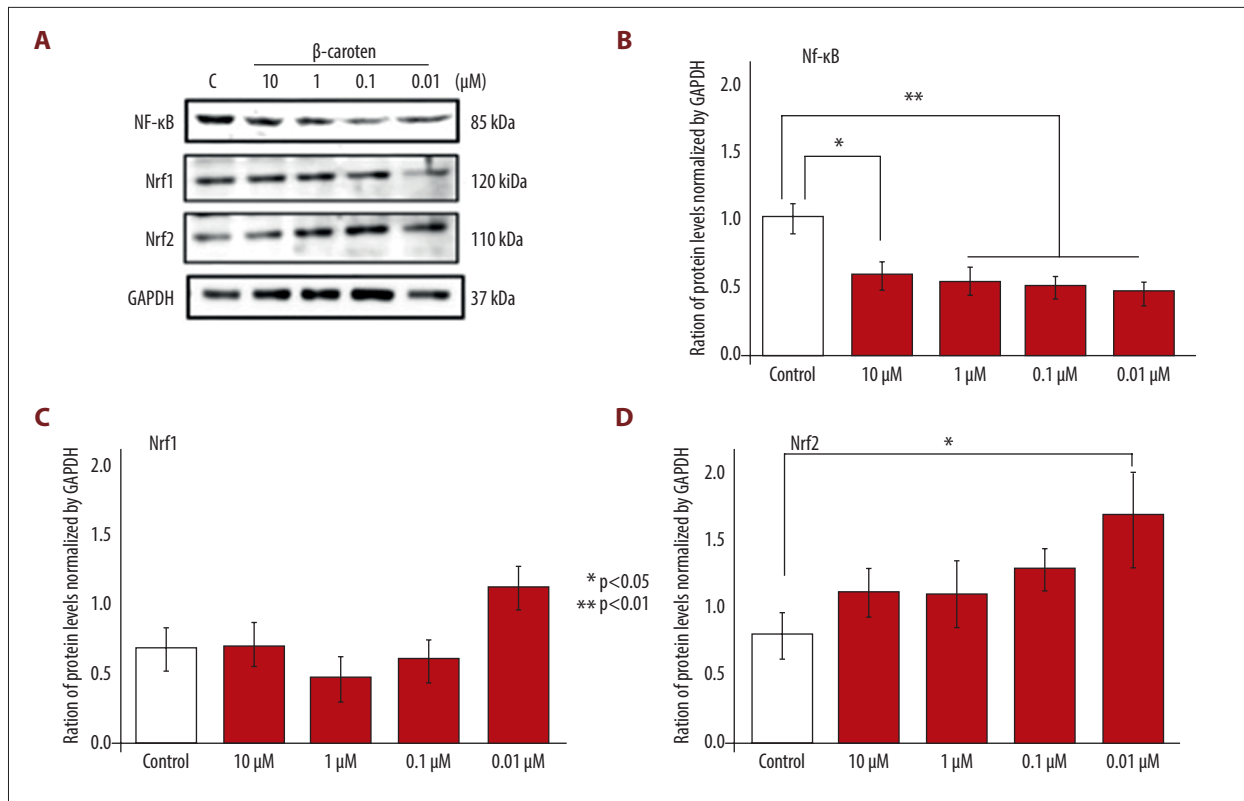 A
β-caroten
C 10 1 0.1 0.01 (μM)
NF-κB 85 kDa
Nrf1 120 kiDa
Nrf2 110 kDa
GAPDH 37 kDa
B
Nf-κB
Ration of protein levels normalized by GAPDH
2.0
1.5
1.0
0.5
0.0
**
*
Control 10 μM 1 μM 0.1 μM 0.01 μM
C
Nrf1
Ration of protein levels normalized by GAPDH
2.0
1.5
1.0
0.5
0.0
Control 10 μM 1 μM 0.1 μM 0.01 μM
* p<0.05
** p<0.01
D
Nrf2
*
Ration of protein levels normalized by GAPDH
2.0
1.5
1.0
0.5
0.0
Control 10 μM 1 μM 0.1 μM 0.01 μM